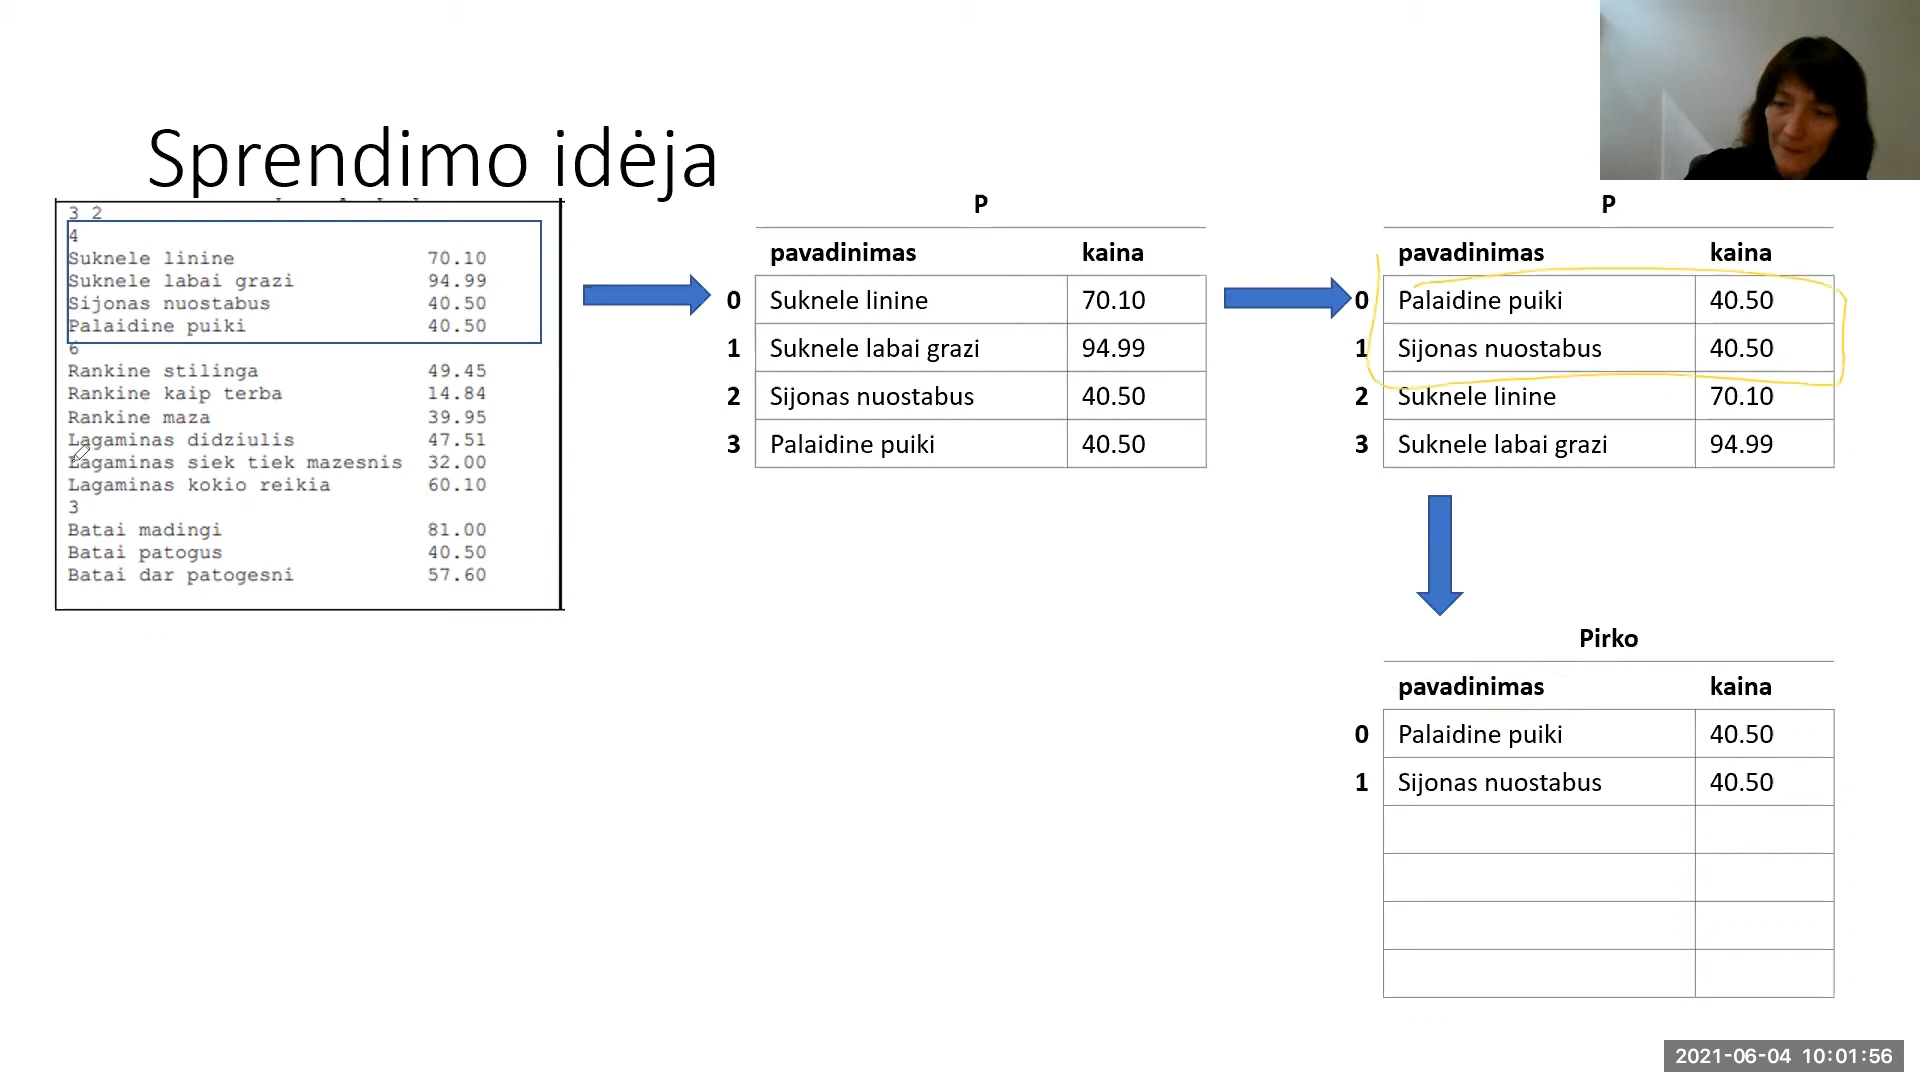 Sprendimo idėja
3 2
4
Suknele linine 70.10
Suknele labai grazi 94.99
Sijonas nuostabus 40.50
Palaidine puiki 40.50
6
Rankine stilinga 49.45
Rankine kaip terba 14.84
Rankine maza 39.95
Lagaminas didziulis 47.51
Lagaminas siek tiek mazesnis 32.00
Lagaminas kokio reikia 60.10
3
Batai madingi 81.00
Batai patogus 40.50
Batai dar patogesni 57.60
P
pavadinimas kaina
0 Suknele linine 70.10
1 Suknele labai grazi 94.99
2 Sijonas nuostabus 40.50
3 Palaidine puiki 40.50
P
pavadinimas kaina
0 Palaidine puiki 40.50
1 Sijonas nuostabus 40.50
2 Suknele linine 70.10
3 Suknele labai grazi 94.99
Pirko
pavadinimas kaina
0 Palaidine puiki 40.50
1 Sijonas nuostabus 40.50
2021-06-04 10:01:56